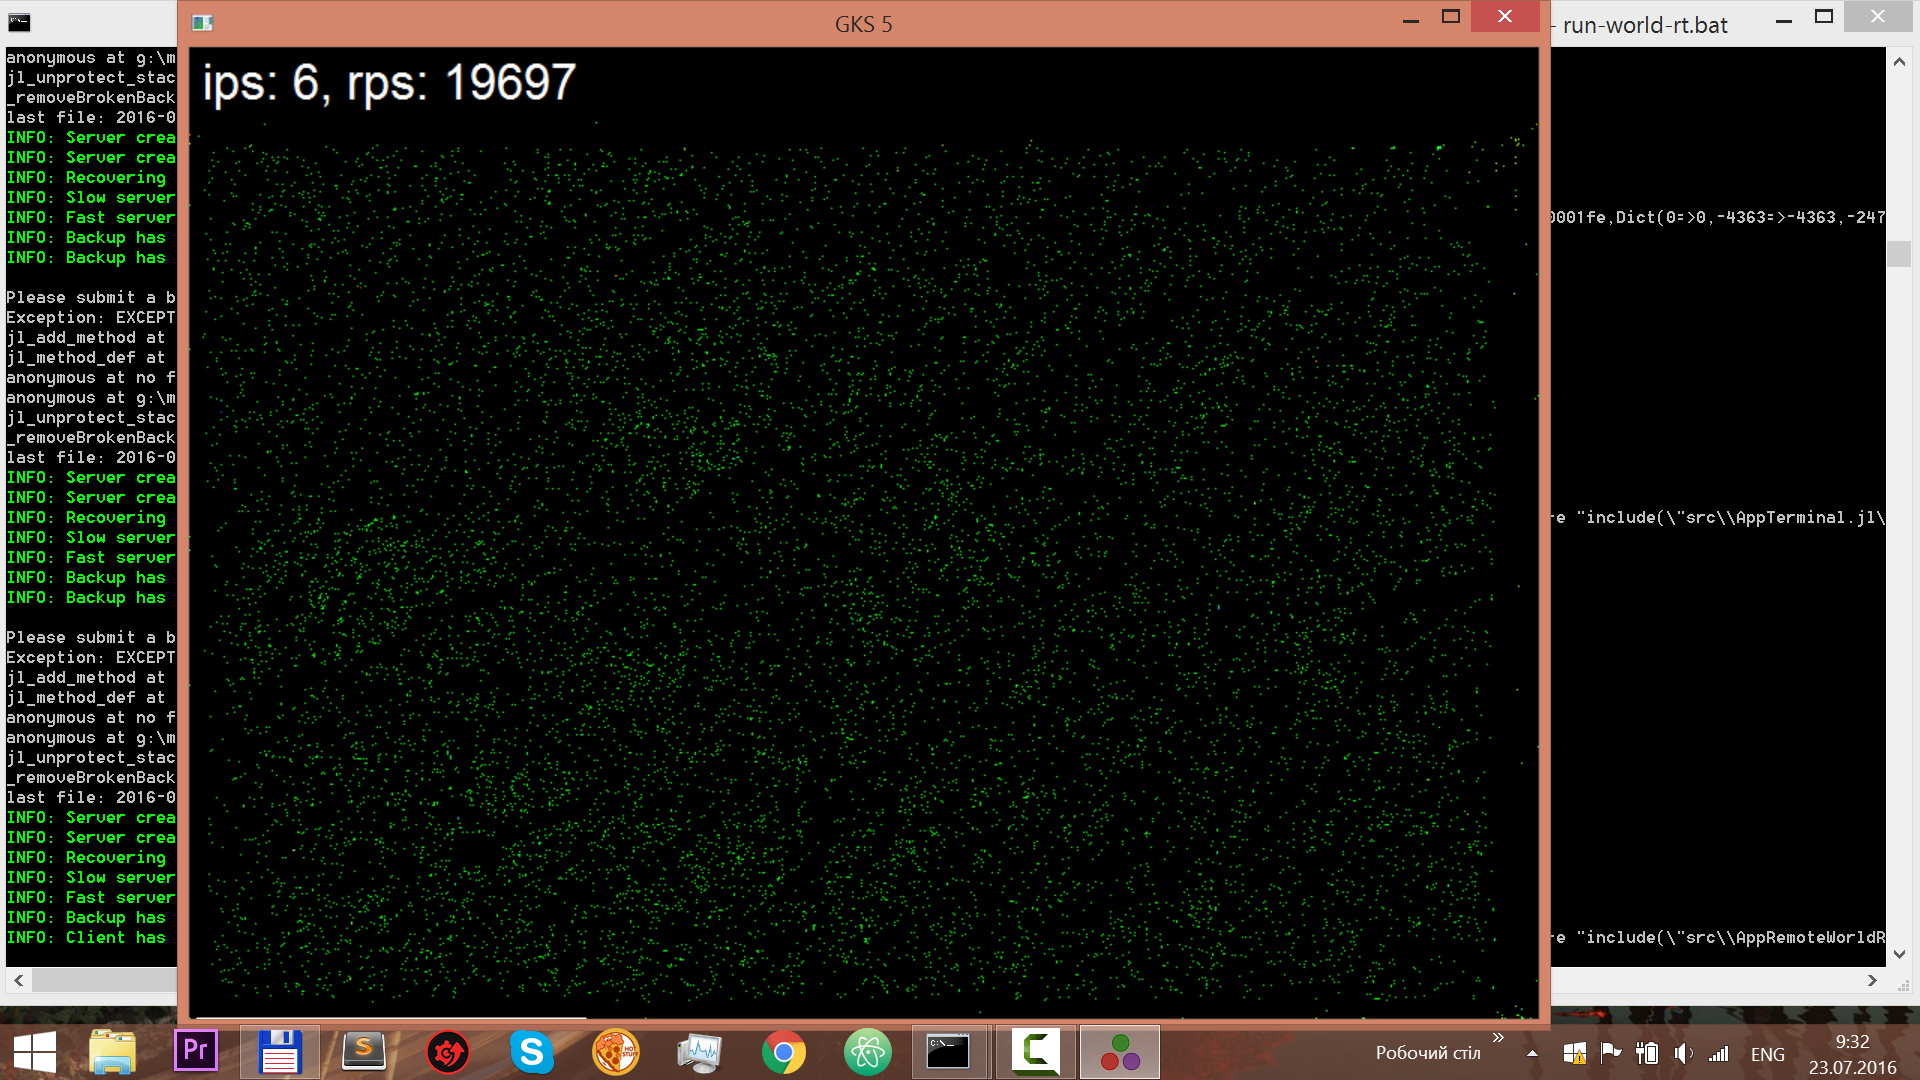 GKS 5
- run-world-rt.bat
ips: 6, rps: 19697
anonymous at g:\m
jl_unprotect_stac
_removeBrokenBack
last file: 2016-0
INFO: Server crea
INFO: Server crea
INFO: Recovering
INFO: Slow server
INFO: Fast server
INFO: Backup has
INFO: Backup has
Please submit a b
Exception: EXCEPT
jl_add_method at
jl_method_def at
anonymous at no f
anonymous at g:\m
jl_unprotect_stac
_removeBrokenBack
last file: 2016-0
INFO: Server crea
INFO: Server crea
INFO: Recovering
INFO: Slow server
INFO: Fast server
INFO: Backup has
INFO: Backup has
Please submit a b
Exception: EXCEPT
jl_add_method at
jl_method_def at
anonymous at no f
anonymous at g:\m
jl_unprotect_stac
_removeBrokenBack
last file: 2016-0
INFO: Server crea
INFO: Server crea
INFO: Recovering
INFO: Slow server
INFO: Fast server
INFO: Backup has
INFO: Client has
0001fe,Dict(0=>0,-4363=>-4363,-247
re "include(\"src\\AppTerminal.jl\
re "include(\"src\\AppRemoteWorldR
Pr
S
S
HOT STUFF
C:\_
C
Робочий стіл
»
ENG
9:32
23.07.2016